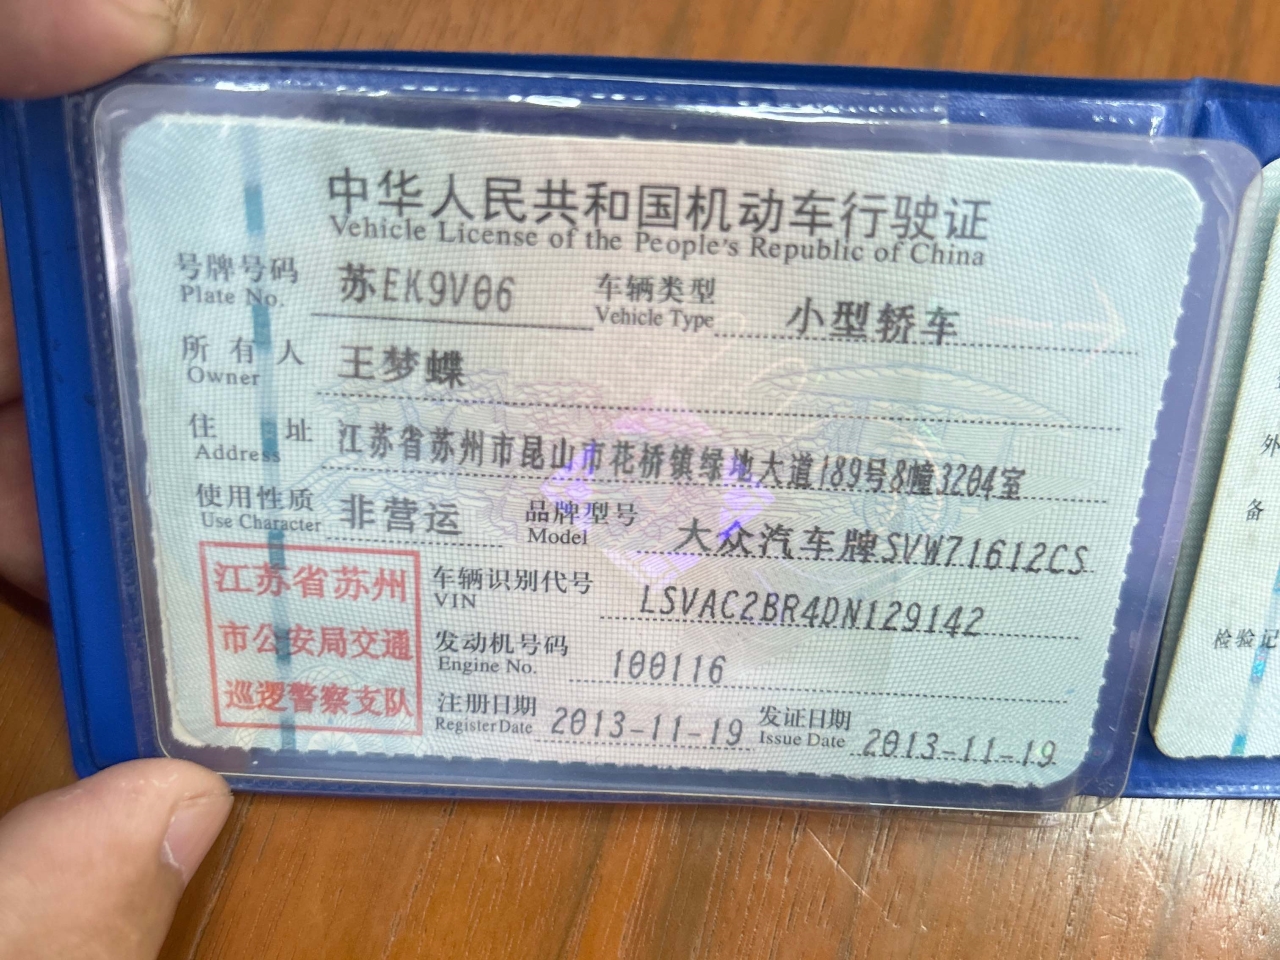 中华人民共和国机动车行驶证
Vehicle License of the People's Republic of China
号牌号码 苏EK9V06 车辆类型 小型轿车
Plate No. Vehicle Type
所有人 王梦蝶
Owner
住址 江苏省苏州市昆山市花桥镇绿地大道189号8幢3204室
Address
使用性质 非营运 品牌型号 大众汽车牌SVW71612CS
Use Character Model
江苏省苏州
市公安局交通
巡逻警察支队
车辆识别代号 LSVAC2BR4DN129142
VIN
发动机号码 100116
Engine No.
注册日期 2013-11-19 发证日期 2013-11-19
Register Date Issue Date
外
备
检验记